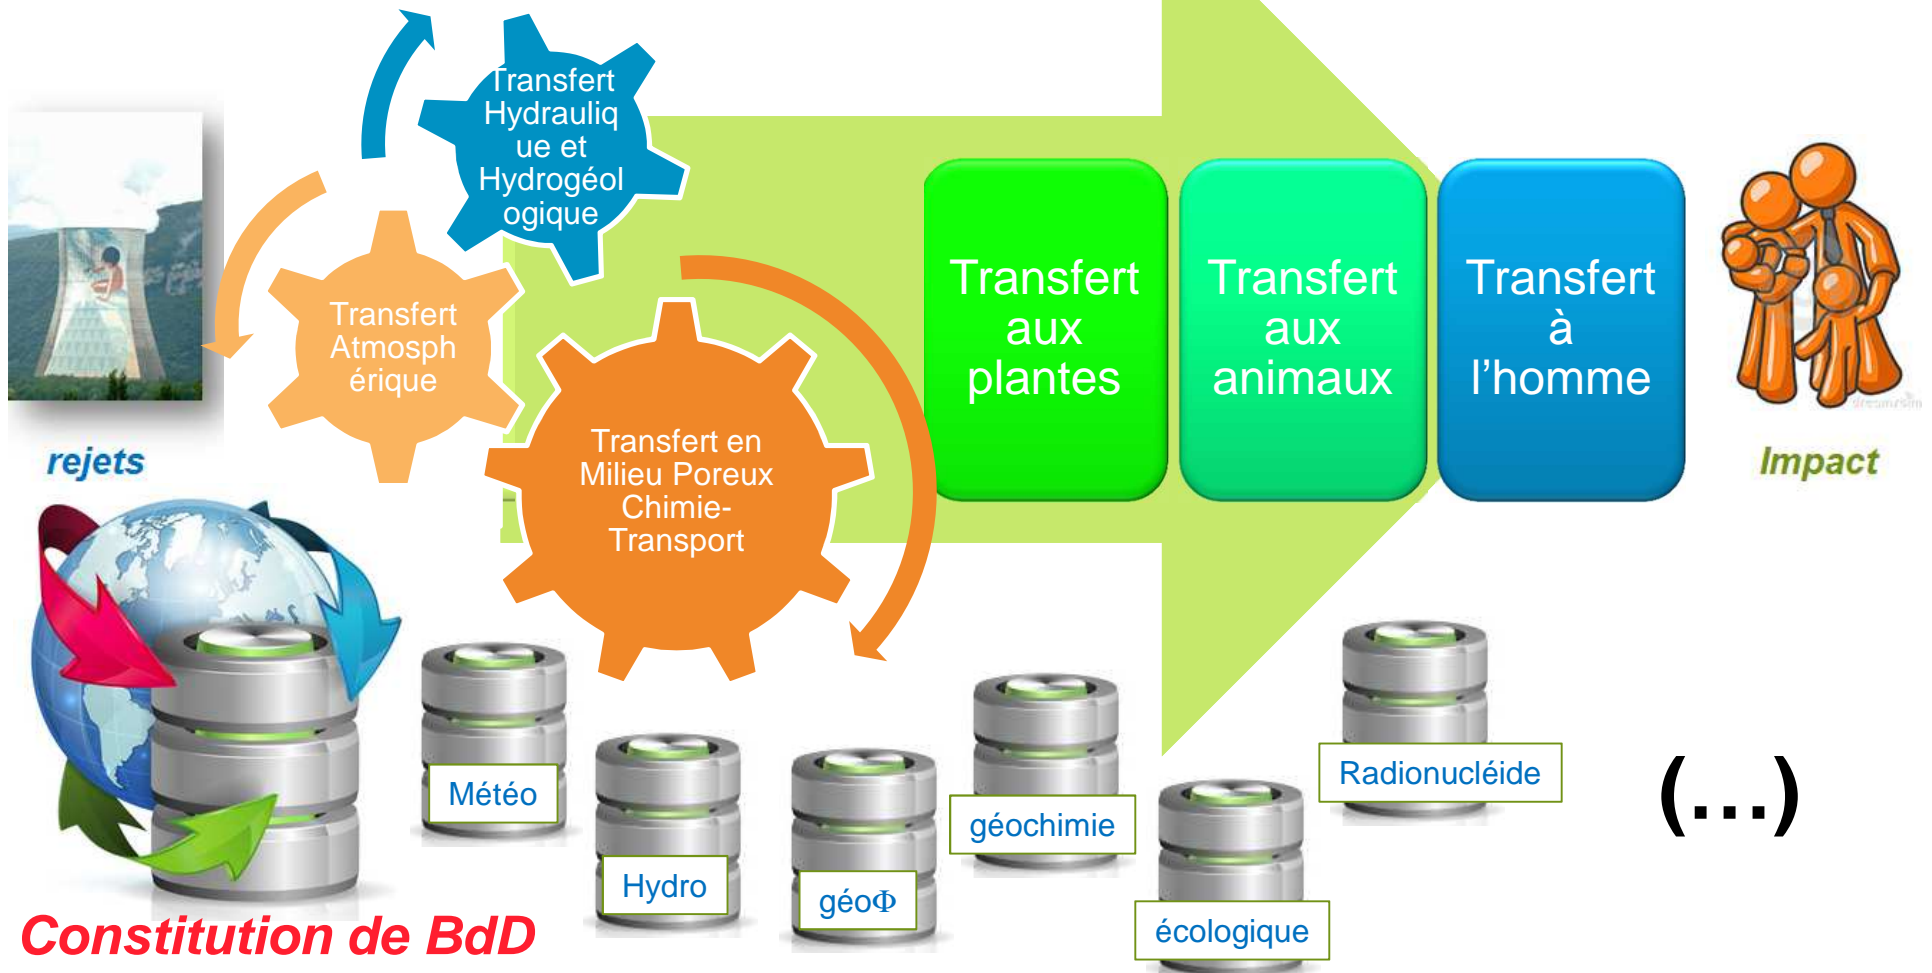 Transfert
Hydrauliq
ue et
Hydrogéol
ogique
Transfert
Atmosph
érique
Transfert en
Milieu Poreux
Chimie-
Transport
Transfert
aux
plantes
Transfert
aux
animaux
Transfert
à
l’homme
rejets
Impact
Météo
Hydro
géoΦ
géochimie
écologique
Radionucléide
(…)
Constitution de BdD